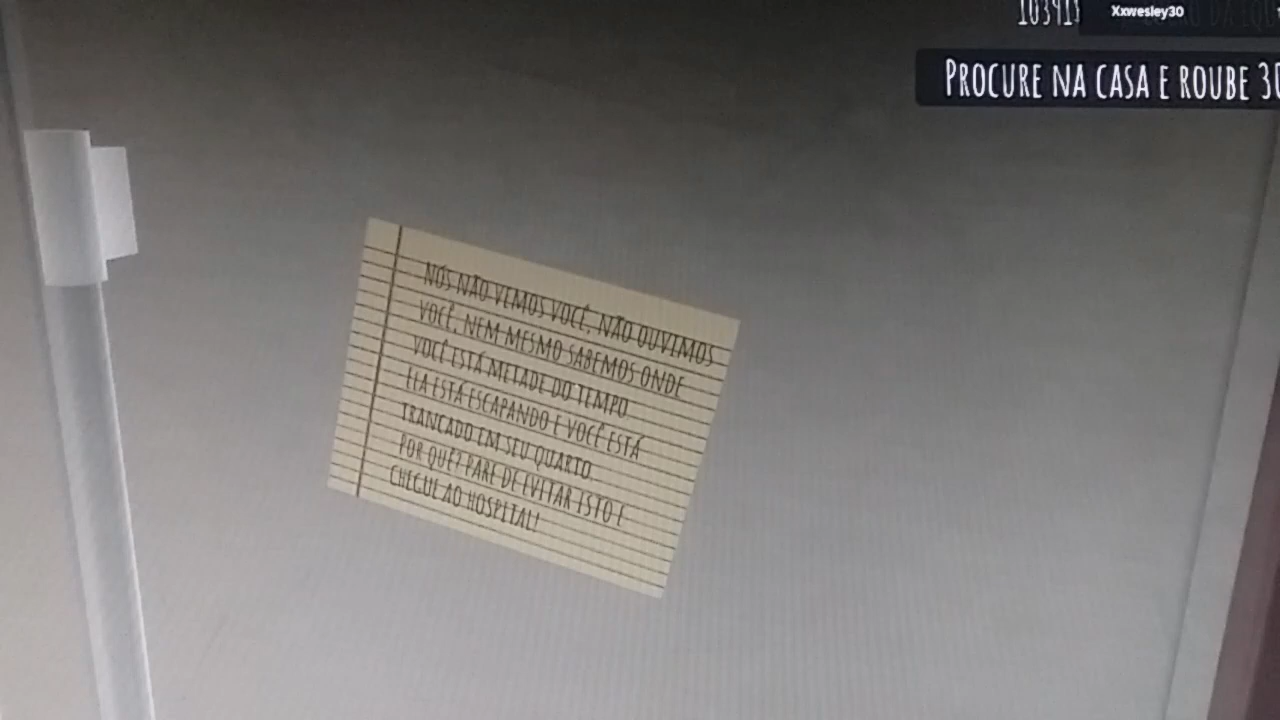 103911
Xxwesley30
PROCURE NA CASA E ROUBE 30
NÓS NÃO VEMOS VOCÊ, NÃO OUVIMOS
VOCÊ, NEM MESMO SABEMOS ONDE
VOCÊ ESTÁ METADE DO TEMPO
ELA ESTÁ ESCAPANDO E VOCÊ ESTÁ
TRANCADO EM SEU QUARTO.
POR QUÊ? PARE DE EVITAR ISTO E
CHEGUE AO HOSPITAL!